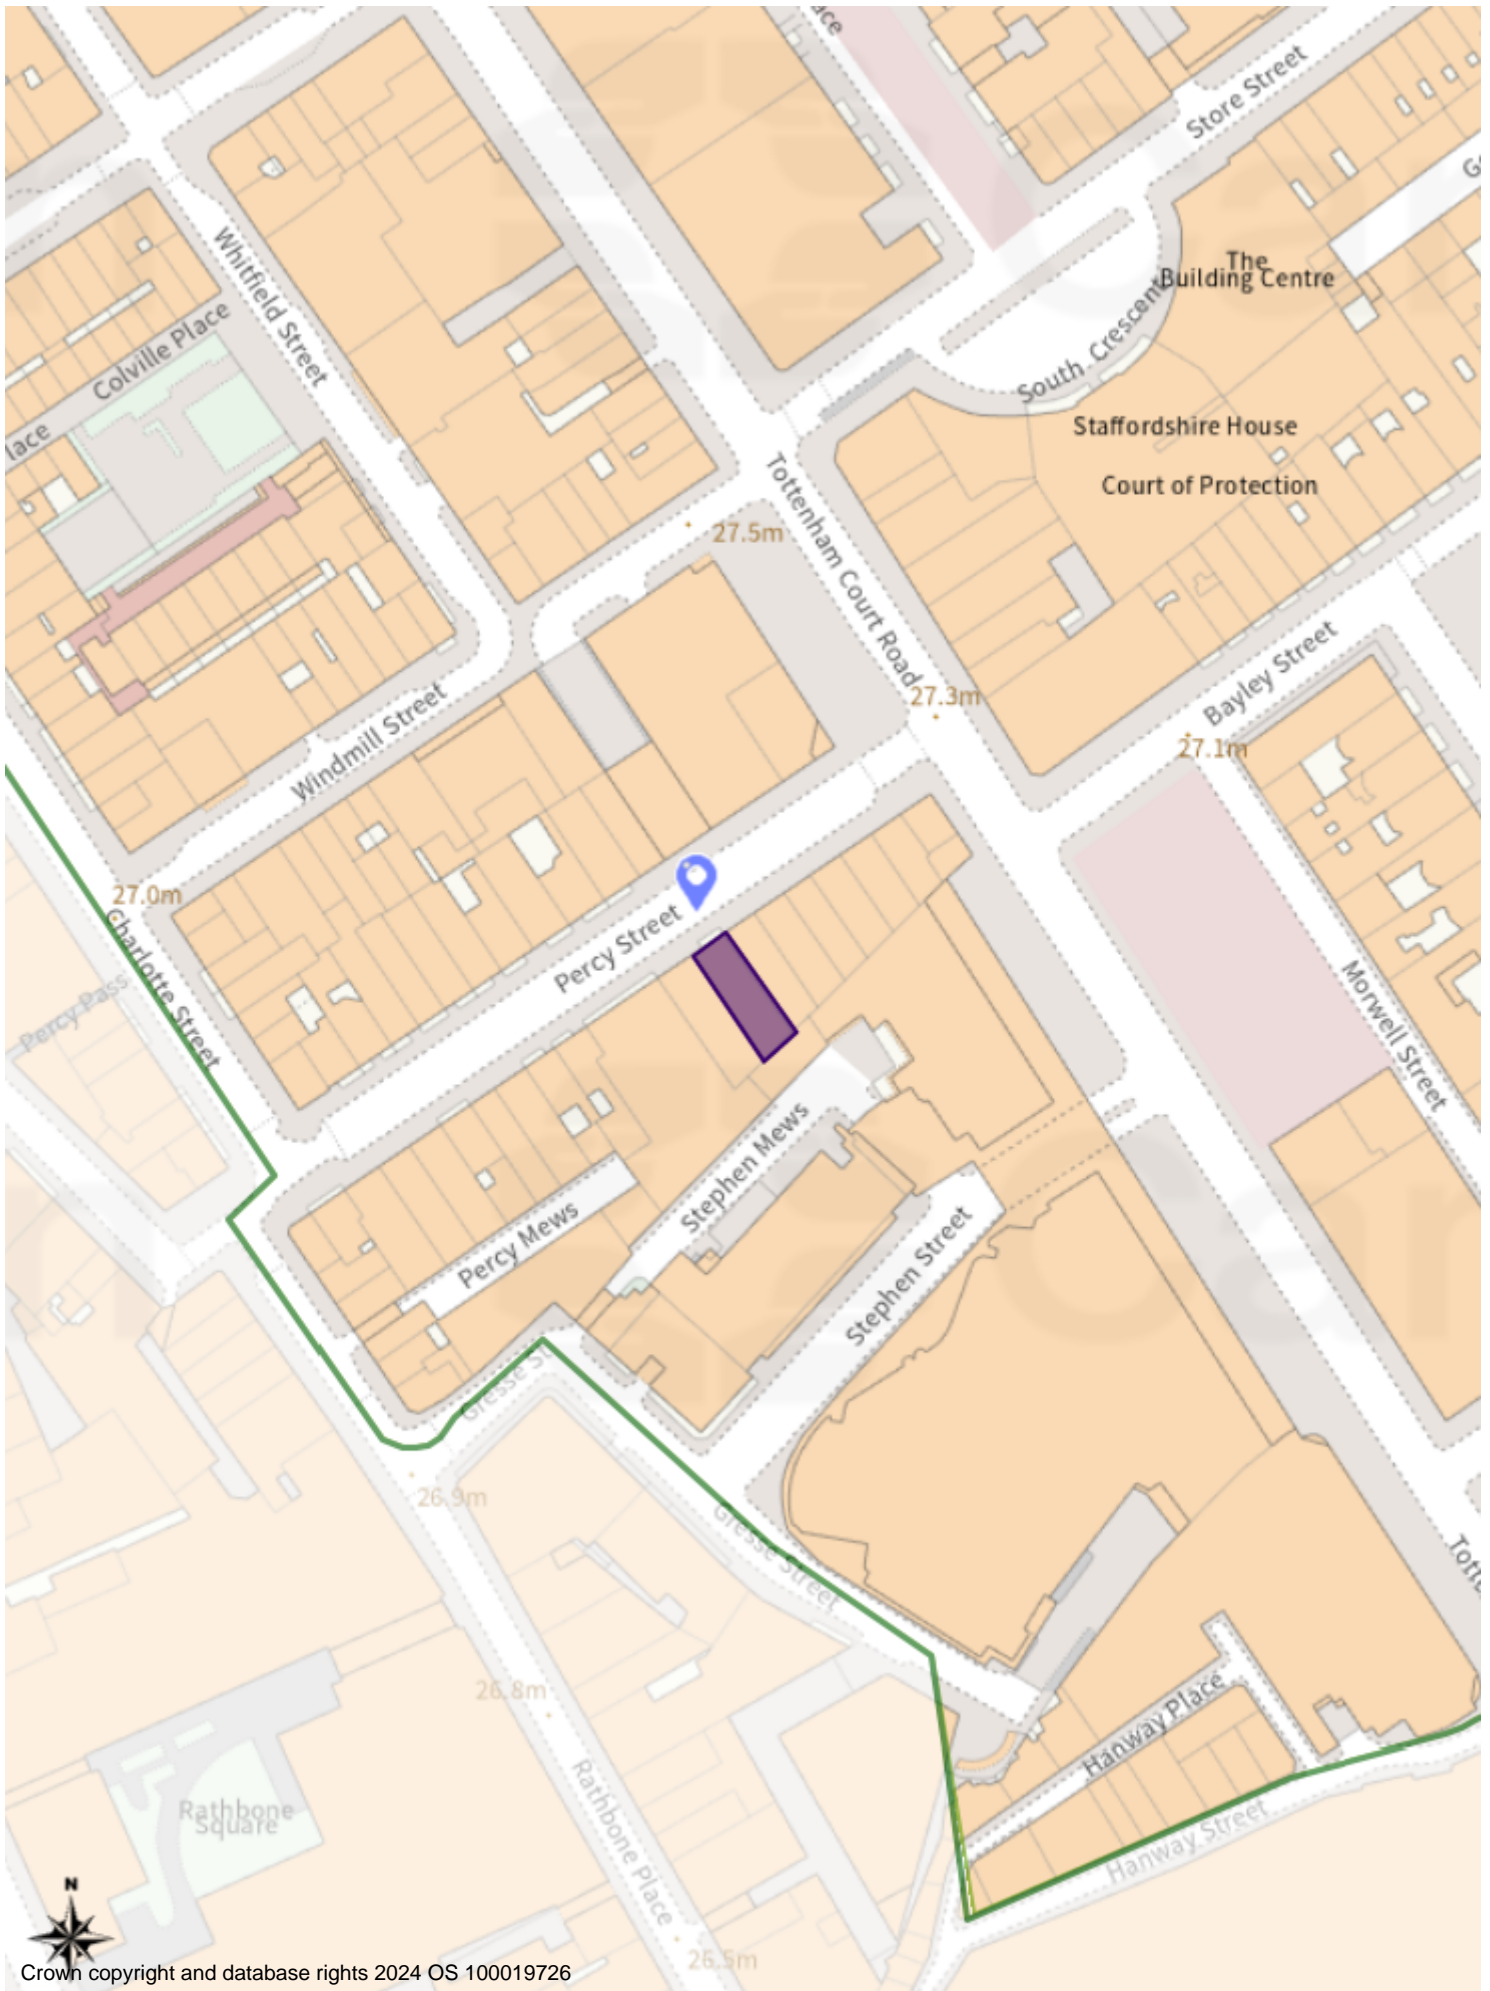 Store Street
The
Building Centre
Whitfield Street
South Crescent
Colville Place
Staffordshire House
Court of Protection
27.5m
Tottenham Court Road
27.3m
Bayley Street
27.1m
Windmill Street
27.0m
Charlotte Street
Percy Street
Percy Pass
Morwell Street
Stephen Mews
Percy Mews
Stephen Street
Gresse St
26.9m
Gresse Street
26.8m
Hanway Place
Rathbone
Square
Rathbone Place
Hanway Street
N
26.5m
Crown copyright and database rights 2024 OS 100019726